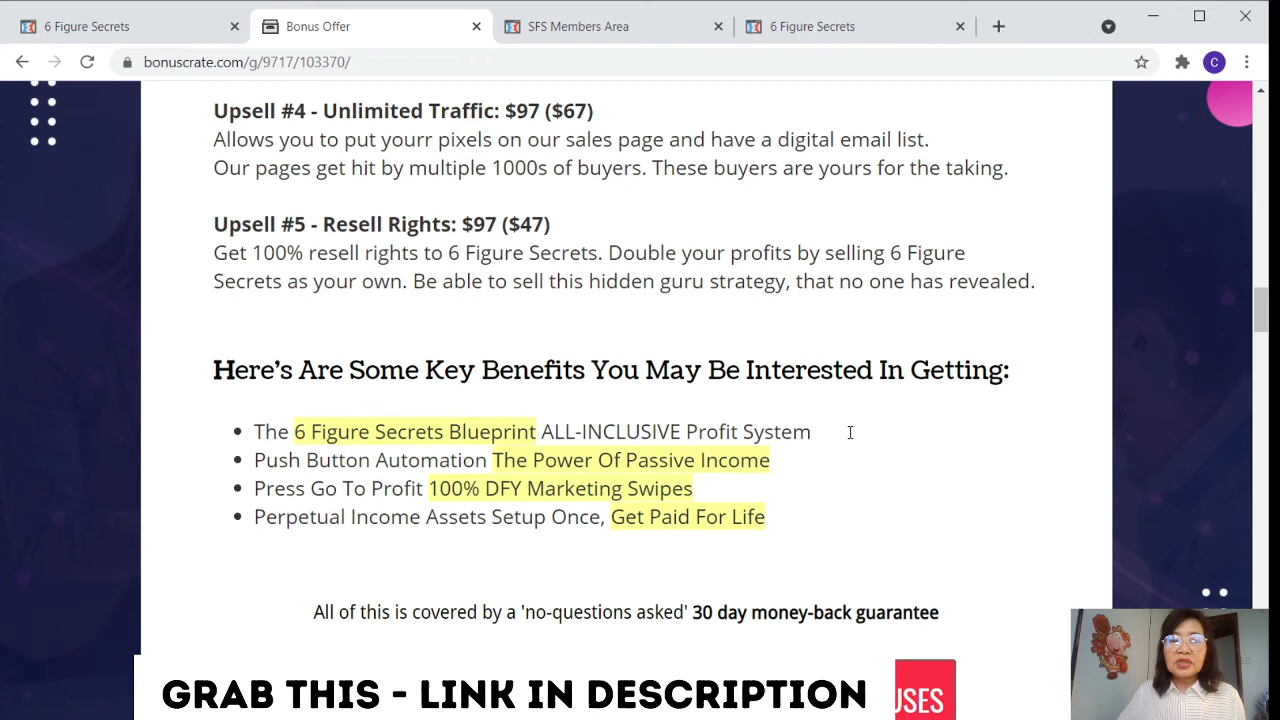 6 Figure Secrets
Bonus Offer
SFS Members Area
6 Figure Secrets
bonuscrate.com/g/9717/103370/
C
Upsell #4 - Unlimited Traffic: $97 ($67)
Allows you to put yourr pixels on our sales page and have a digital email list.
Our pages get hit by multiple 1000s of buyers. These buyers are yours for the taking.
Upsell #5 - Resell Rights: $97 ($47)
Get 100% resell rights to 6 Figure Secrets. Double your profits by selling 6 Figure
Secrets as your own. Be able to sell this hidden guru strategy, that no one has revealed.
Here's Are Some Key Benefits You May Be Interested In Getting:
The 6 Figure Secrets Blueprint ALL-INCLUSIVE Profit System
Push Button Automation The Power Of Passive Income
Press Go To Profit 100% DFY Marketing Swipes
Perpetual Income Assets Setup Once, Get Paid For Life
All of this is covered by a 'no-questions asked' 30 day money-back guarantee
GRAB THIS - LINK IN DESCRIPTION
USES